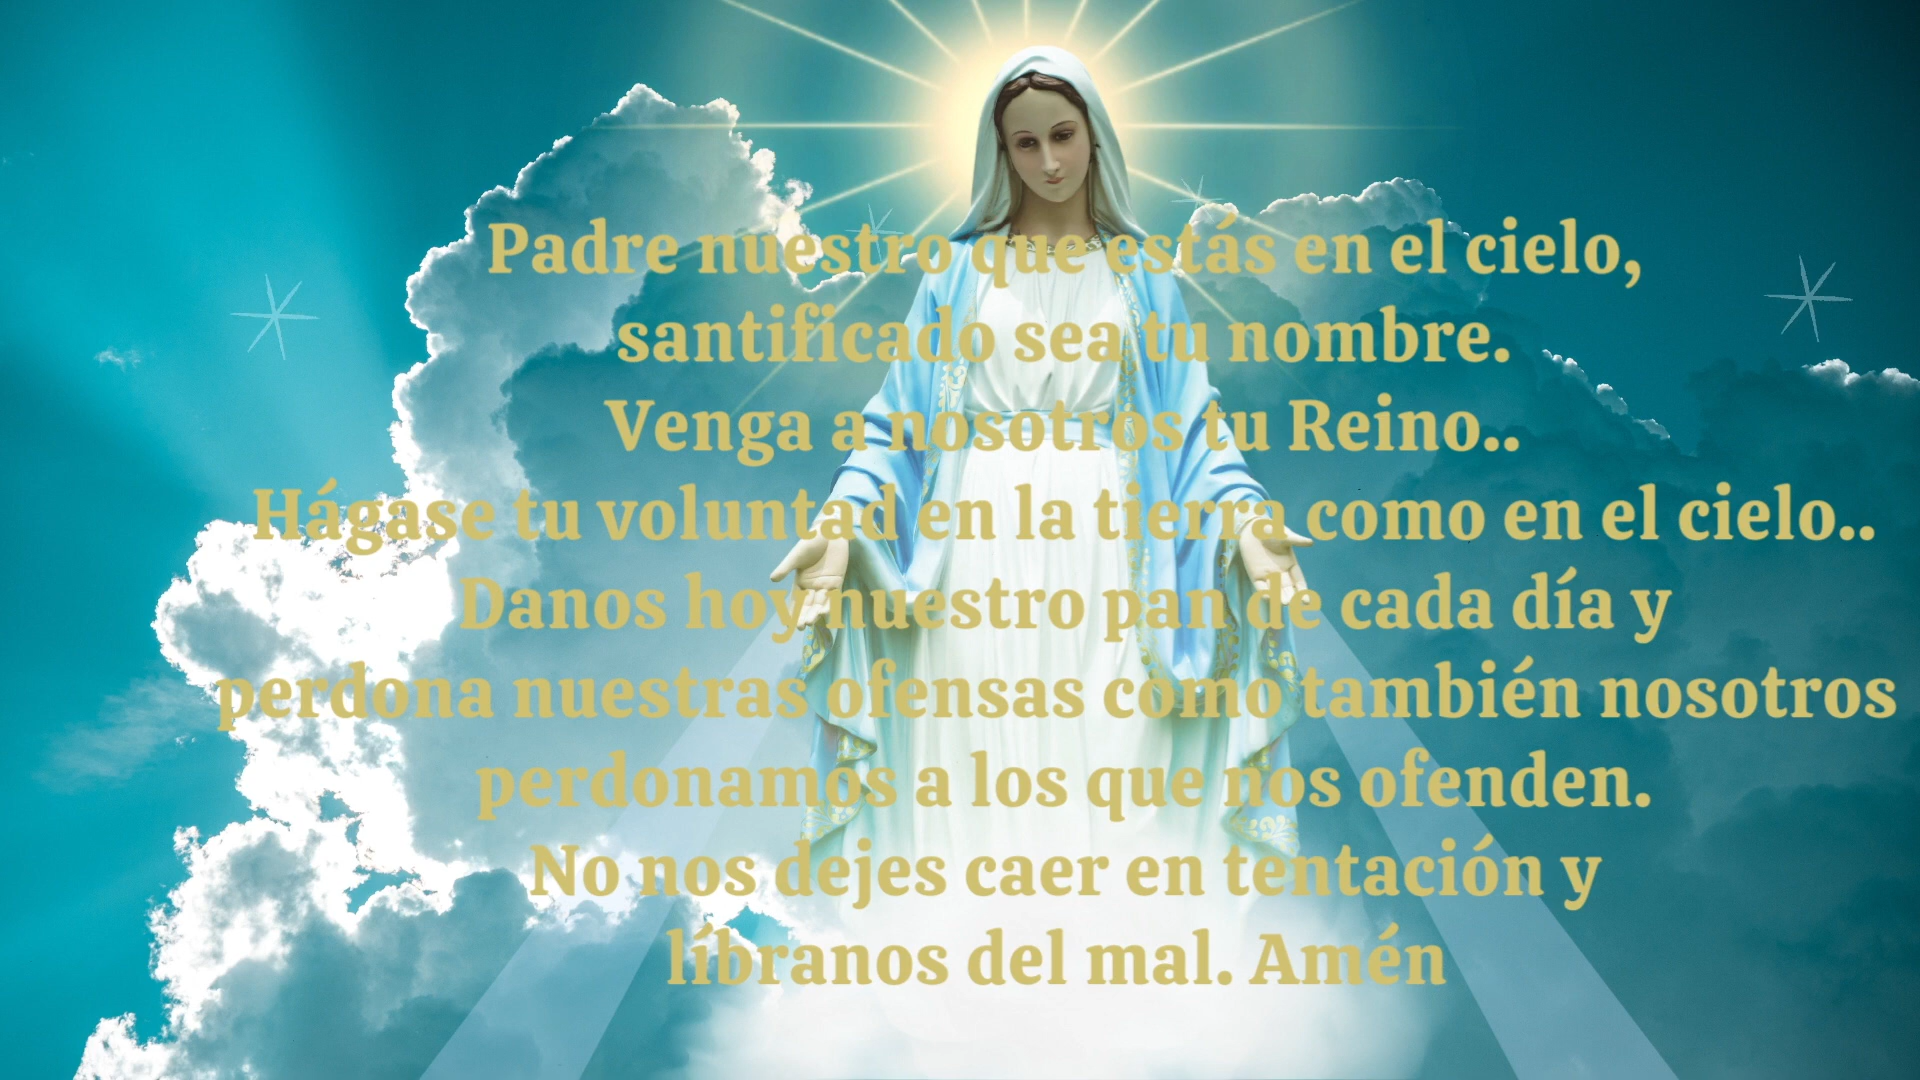 Padre nuestro que estás en el cielo,
santificado sea tu nombre.
Venga a nosotros tu Reino..
Hágase tu voluntad en la tierra como en el cielo..
Danos hoy nuestro pan de cada día y
perdona nuestras ofensas como también nosotros
perdonamos a los que nos ofenden.
No nos dejes caer en tentación y
líbranos del mal. Amén